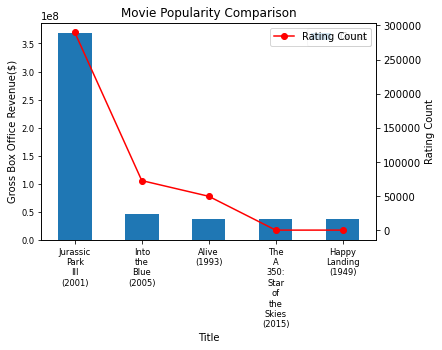 Movie Popularity Comparison
1e8
Rating Count
3.5
3.0
2.5
2.0
1.5
1.0
0.5
0.0
Gross Box Office Revenue($)
300000
250000
200000
150000
100000
50000
0
Rating Count
Jurassic
Park
III
(2001)
Into
the
Blue
(2005)
Alive
(1993)
The
A
350:
Star
of
the
Skies
(2015)
Happy
Landing
(1949)
Title